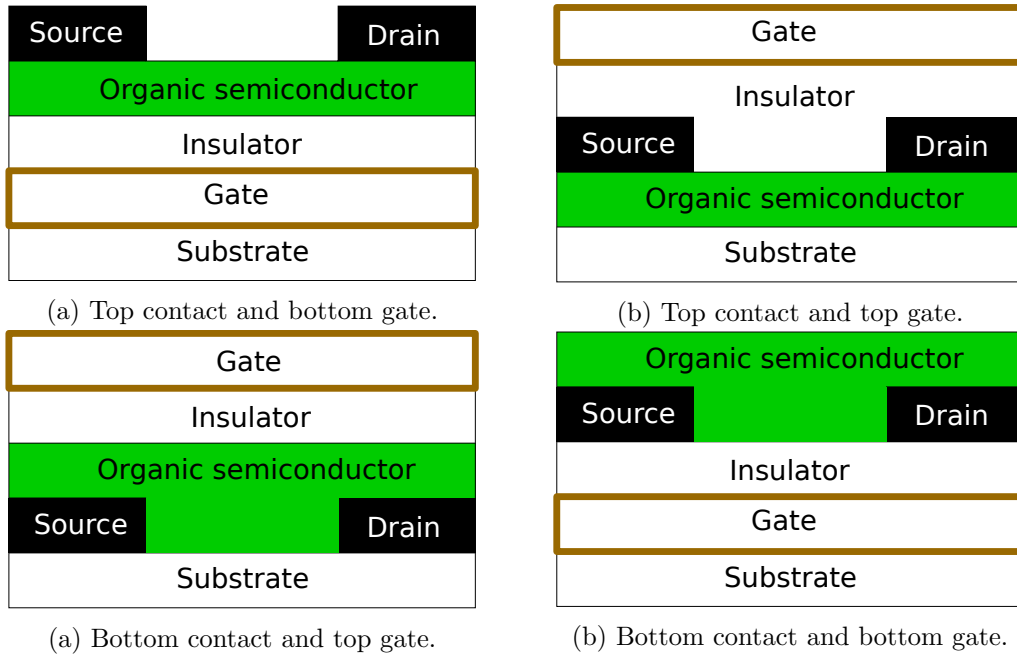 Source Drain
Organic semiconductor
Insulator
Gate
Substrate
(a) Top contact and bottom gate.
Gate
Insulator
Source Drain
Organic semiconductor
Substrate
(b) Top contact and top gate.
Gate
Insulator
Organic semiconductor
Source Drain
Substrate
(a) Bottom contact and top gate.
Organic semiconductor
Source Drain
Insulator
Gate
Substrate
(b) Bottom contact and bottom gate.